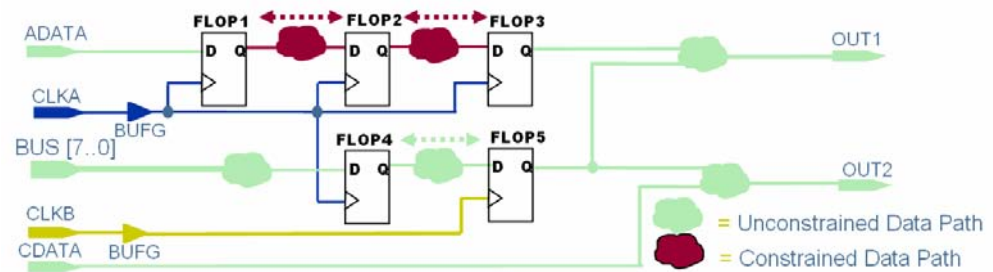 FLOP1 FLOP2 FLOP3
ADATA
D Q D Q D Q
OUT1
CLKA
BUFG
FLOP4 FLOP5
BUS [7..0]
D Q D Q
OUT2
CLKB
BUFG
CDATA
= Unconstrained Data Path
= Constrained Data Path